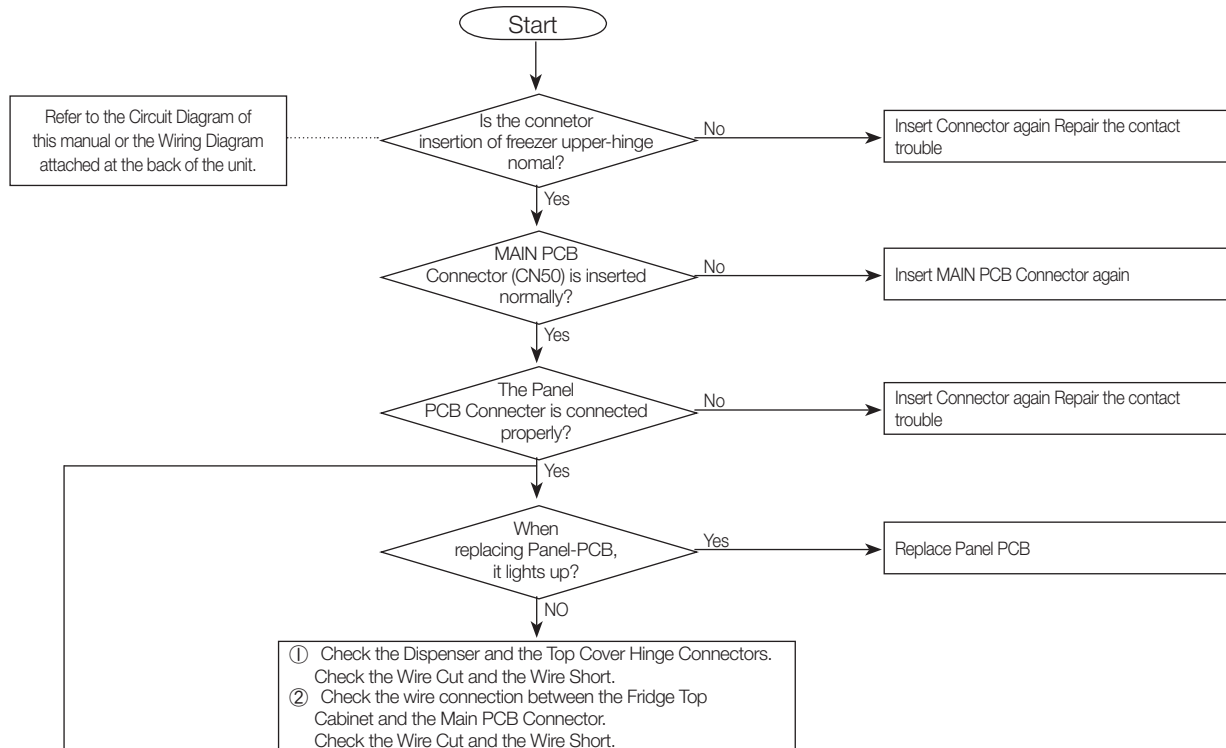 Start
Refer to the Circuit Diagram of
this manual or the Wiring Diagram
attached at the back of the unit.
Is the connetor
insertion of freezer upper-hinge
nomal?
No
Insert Connector again Repair the contact
trouble
Yes
MAIN PCB
Connector (CN50) is inserted
normally?
No
Insert MAIN PCB Connector again
Yes
The Panel
PCB Connecter is connected
properly?
No
Insert Connector again Repair the contact
trouble
Yes
When
replacing Panel-PCB,
it lights up?
Yes
Replace Panel PCB
NO
① Check the Dispenser and the Top Cover Hinge Connectors.
Check the Wire Cut and the Wire Short.
② Check the wire connection between the Fridge Top
Cabinet and the Main PCB Connector.
Check the Wire Cut and the Wire Short.